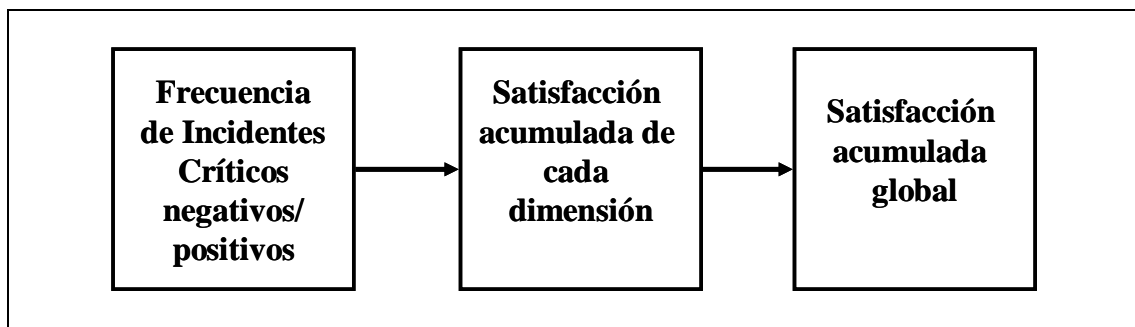 Frecuencia
de Incidentes
Críticos
negativos/
positivos
Satisfacción
acumulada de
cada
dimensión
Satisfacción
acumulada
global